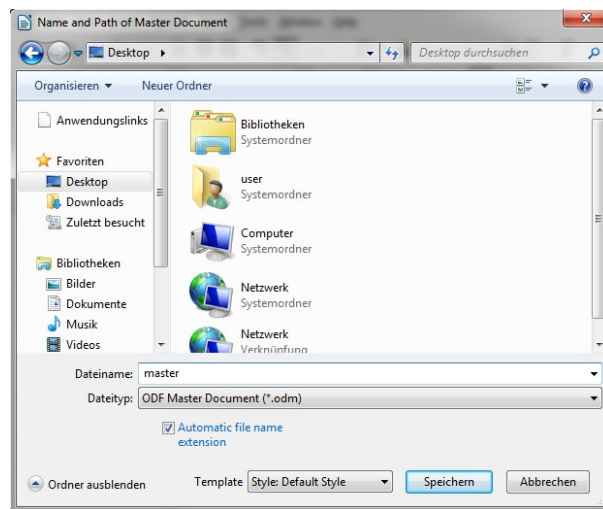 Name and Path of Master Document
Desktop
Desktop durchsuchen
Organisieren
Neuer Ordner
Anwendungslinks
Favoriten
Desktop
Downloads
Zuletzt besucht
Bibliotheken
Bilder
Dokumente
Musik
Videos
Bibliotheken
Systemordner
user
Systemordner
Computer
Systemordner
Netzwerk
Systemordner
Netzwerk
Verknüpfung
Dateiname: master
Dateityp: ODF Master Document (*.odm)
Automatic file name
extension
Ordner ausblenden
Template Style: Default Style
Speichern
Abbrechen